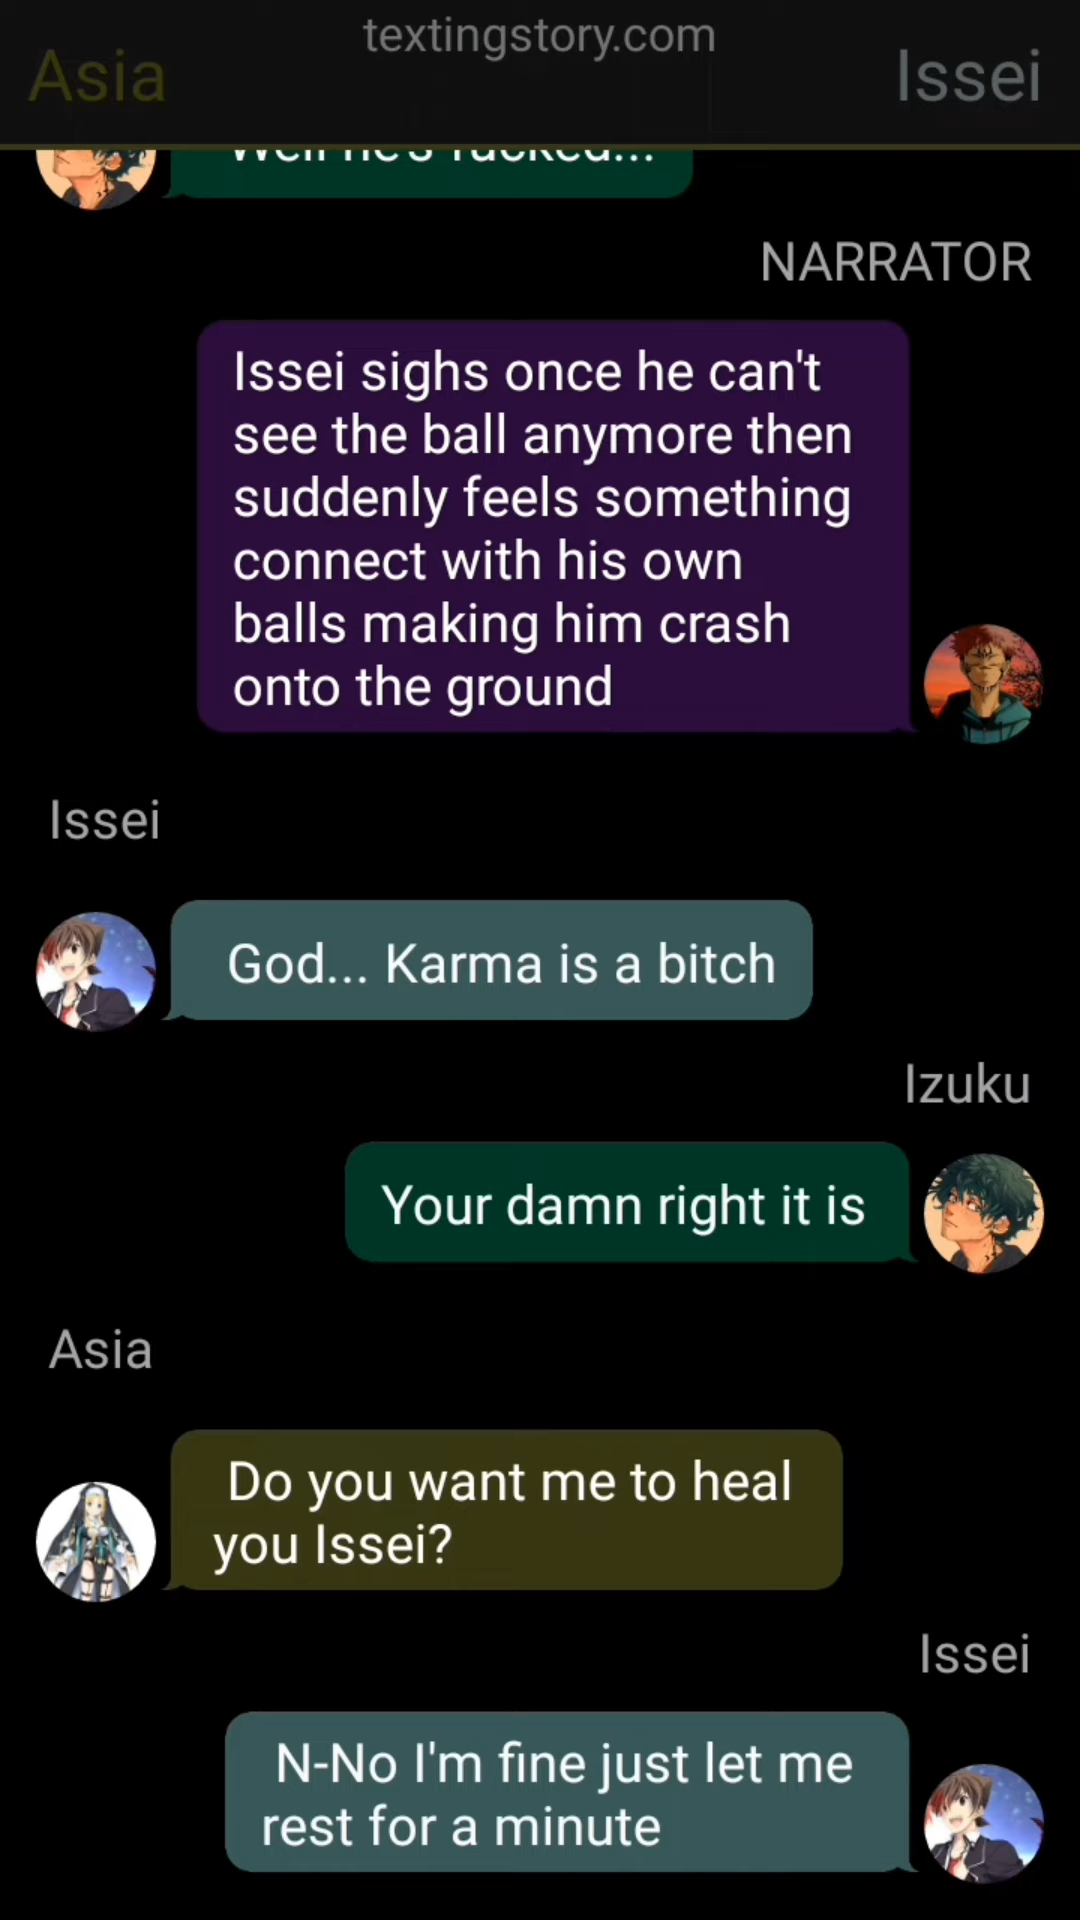 textingstory.com
Asia
Issei
Well he's fucked...
NARRATOR
Issei sighs once he can't
see the ball anymore then
suddenly feels something
connect with his own
balls making him crash
onto the ground
Issei
God... Karma is a bitch
Izuku
Your damn right it is
Asia
Do you want me to heal
you Issei?
Issei
N-No I'm fine just let me
rest for a minute